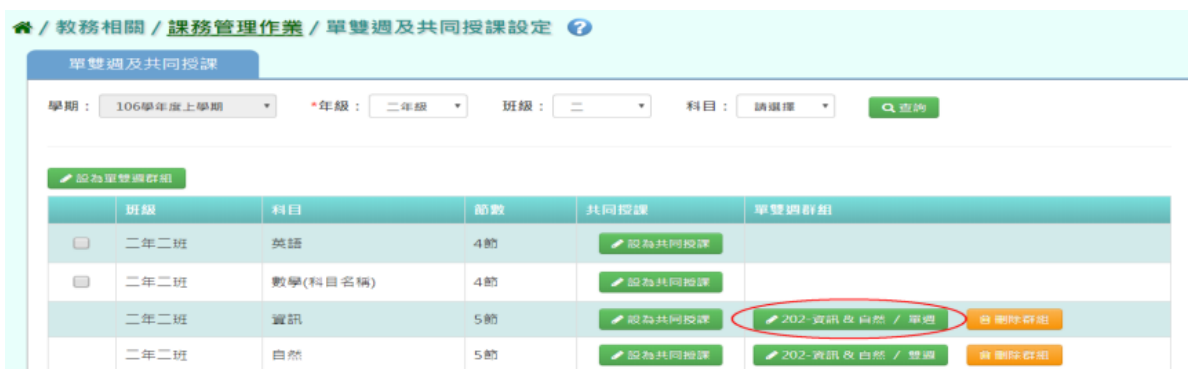 / 教務相關 / 課務管理作業 / 單雙週及共同授課設定 ?
單雙週及共同授課
學期： 106學年度上學期 *年級： 二年級 班級： 二 科目： 請選擇 查詢
設為單雙週群組
班級 科目 節數 共同授課 單雙週群組
二年二班 英語 4節 設為共同授課
二年二班 數學(科目名稱) 4節 設為共同授課
二年二班 資訊 5節 設為共同授課 202-資訊 & 自然 / 單週 刪除群組
二年二班 自然 5節 設為共同授課 202-資訊 & 自然 / 雙週 刪除群組